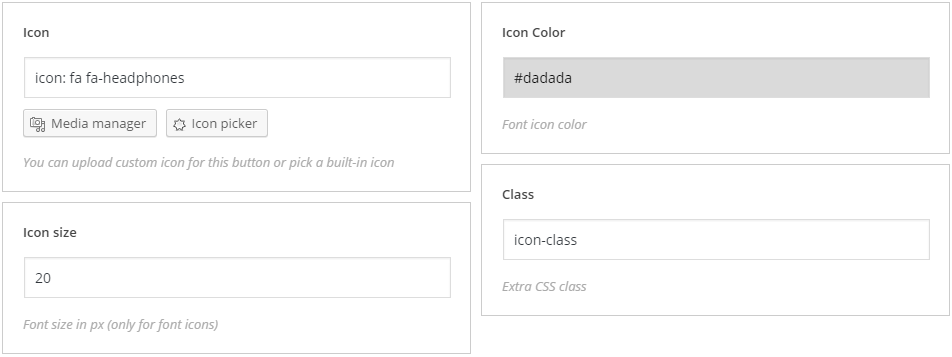 Icon
icon: fa fa-headphones
Media manager
Icon picker
You can upload custom icon for this button or pick a built-in icon
Icon size
20
Font size in px (only for font icons)
Icon Color
#dadada
Font icon color
Class
icon-class
Extra CSS class